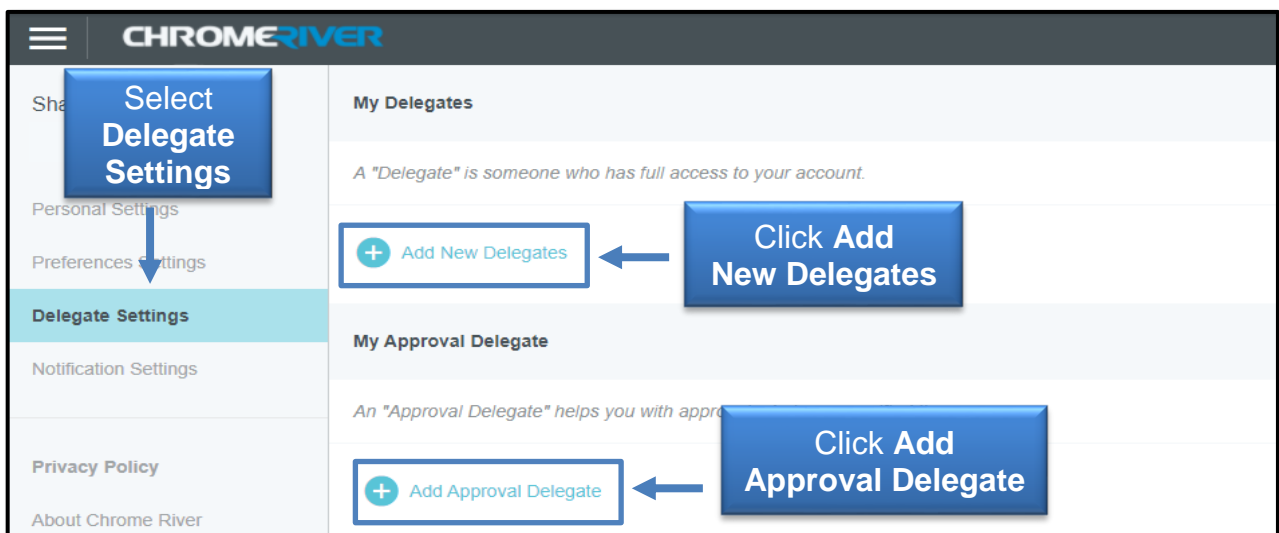 CHROMERIVER
Select
Delegate
Settings
Personal Settings
Preferences Settings
Delegate Settings
Notification Settings
Privacy Policy
About Chrome River
My Delegates
A "Delegate" is someone who has full access to your account.
Add New Delegates
Click Add
New Delegates
My Approval Delegate
An "Approval Delegate" helps you with
Add Approval Delegate
Click Add
Approval Delegate